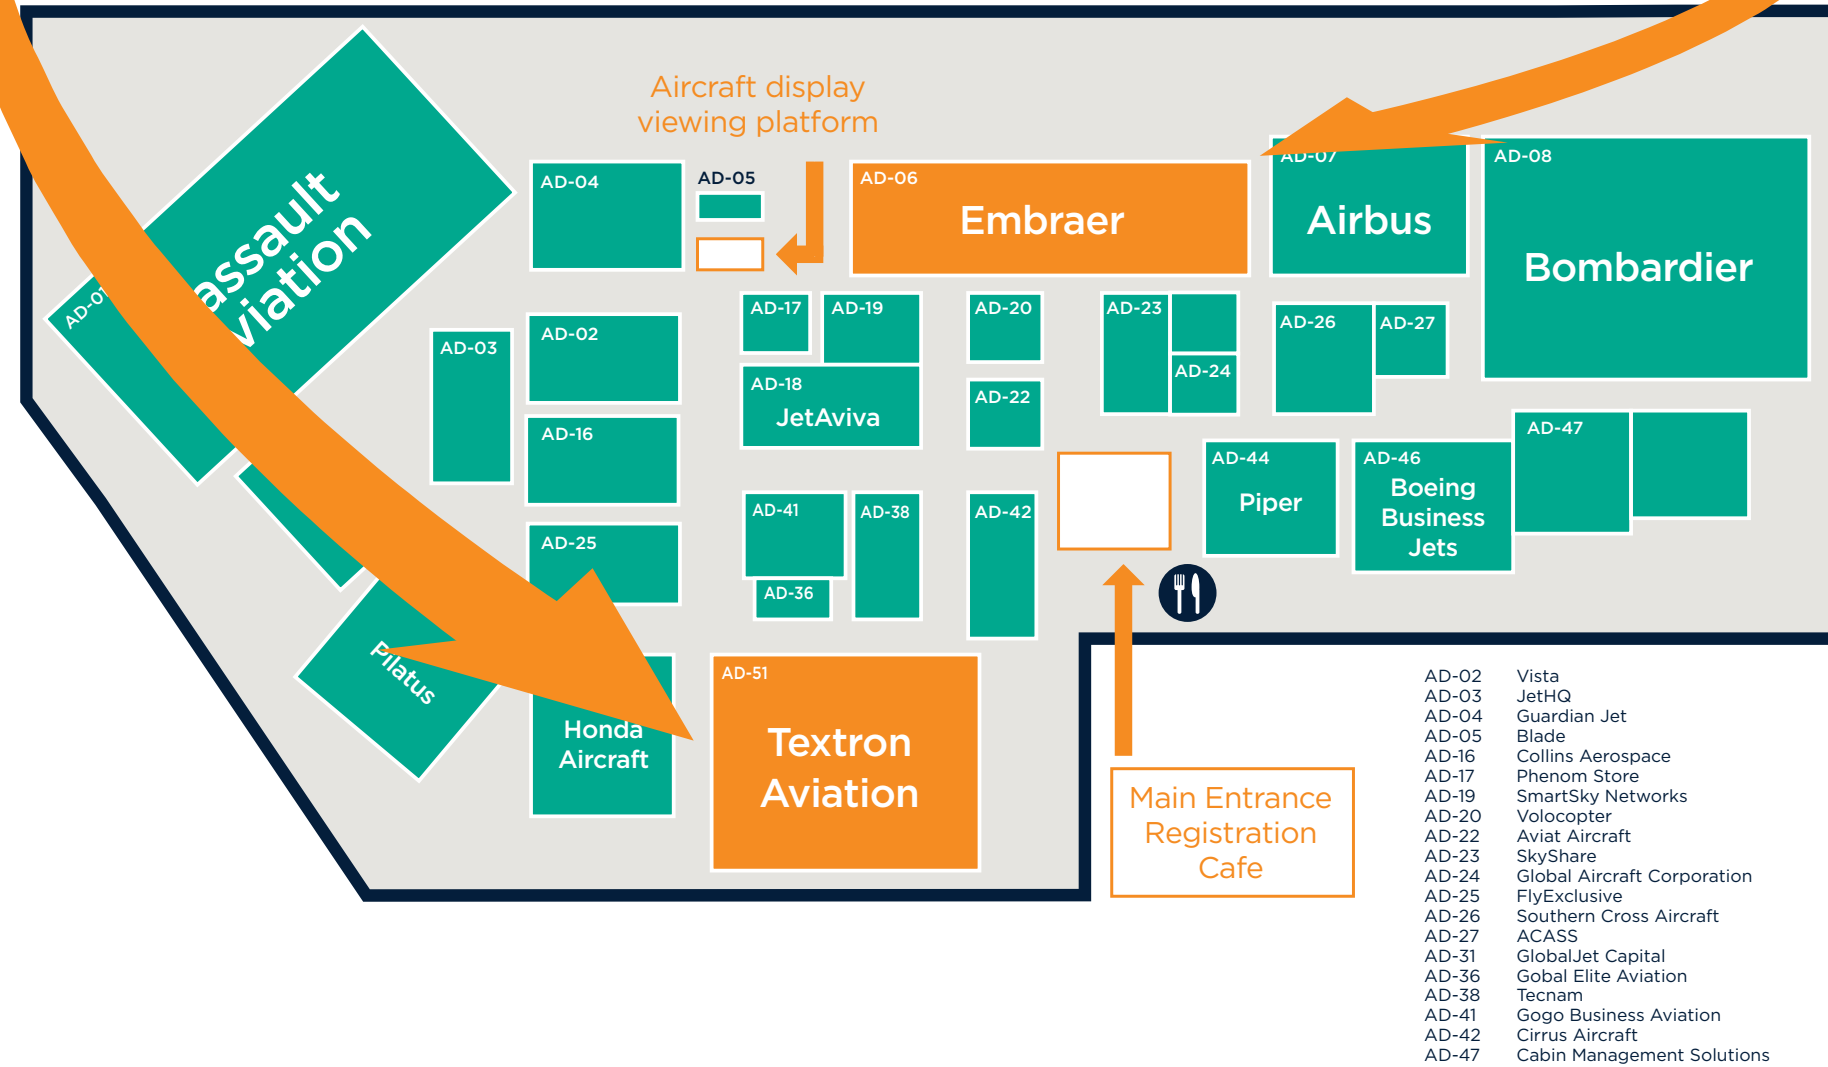 Aircraft display
viewing platform
AD-04
AD-05
AD-06
Embraer
AD-07
Airbus
AD-08
Bombardier
AD-01
assault
viation
AD-03
AD-02
AD-16
AD-25
AD-17
AD-19
AD-18
JetAviva
AD-20
AD-22
AD-23
AD-24
AD-26
AD-27
AD-41
AD-38
AD-36
AD-42
AD-44
Piper
AD-46
Boeing
Business
Jets
AD-47
Pilatus
Honda
Aircraft
AD-51
Textron
Aviation
Main Entrance
Registration
Cafe
AD-02 Vista
AD-03 JetHQ
AD-04 Guardian Jet
AD-05 Blade
AD-16 Collins Aerospace
AD-17 Phenom Store
AD-19 SmartSky Networks
AD-20 Volocopter
AD-22 Aviat Aircraft
AD-23 SkyShare
AD-24 Global Aircraft Corporation
AD-25 FlyExclusive
AD-26 Southern Cross Aircraft
AD-27 ACASS
AD-31 GlobalJet Capital
AD-36 Gobal Elite Aviation
AD-38 Tecnam
AD-41 Gogo Business Aviation
AD-42 Cirrus Aircraft
AD-47 Cabin Management Solutions